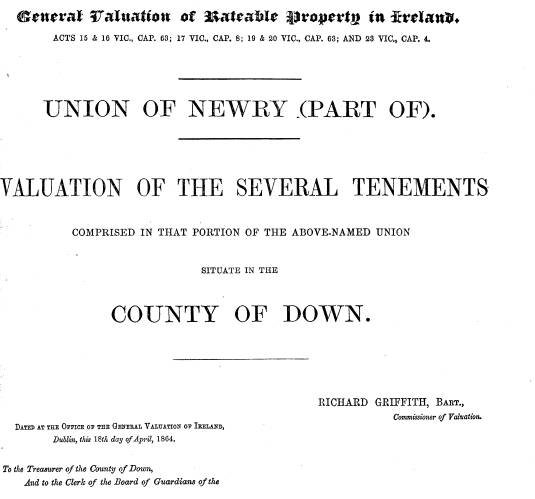 General Valuation of Rateable Property in Ireland.
ACTS 15 & 16 VIC., CAP. 63; 17 VIC., CAP. 8; 19 & 20 VIC., CAP. 63; AND 23 VIC., CAP. 4.
UNION OF NEWRY (PART OF).
VALUATION OF THE SEVERAL TENEMENTS
COMPRISED IN THAT PORTION OF THE ABOVE-NAMED UNION
SITUATE IN THE
COUNTY OF DOWN.
RICHARD GRIFFITH, BART.,
Commissioner of Valuation.
DATED AT THE OFFICE OF THE GENERAL VALUATION OF IRELAND,
Dublin, this 18th day of April, 1864.
To the Treasurer of the County of Down,
And to the Clerk of the Board of Guardians of the